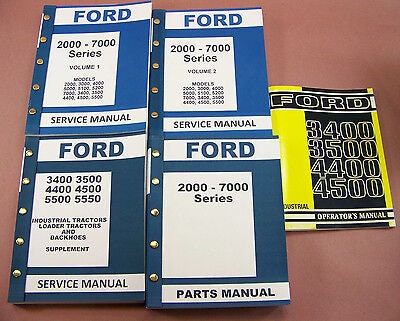 FORD
2000 - 7000
Series
VOLUME 1
MODELS
2000, 3000, 4000
5000, 5100, 5200
7000, 3400, 3500
4400, 4500, 5500
SERVICE MANUAL
FORD
2000 - 7000
Series
VOLUME 2
MODELS
2000, 3000, 4000
5000, 5100, 5200
7000, 3400, 3500
4400, 4500, 5500
SERVICE MANUAL
FORD
3400
3500
4400
4500
INDUSTRIAL
OPERATOR'S MANUAL
FORD
3400 3500
4400 4500
5500 5550
INDUSTRIAL TRACTORS
LOADER TRACTORS
AND
BACKHOES
SUPPLEMENT
SERVICE MANUAL
FORD
2000 - 7000
Series
PARTS MANUAL